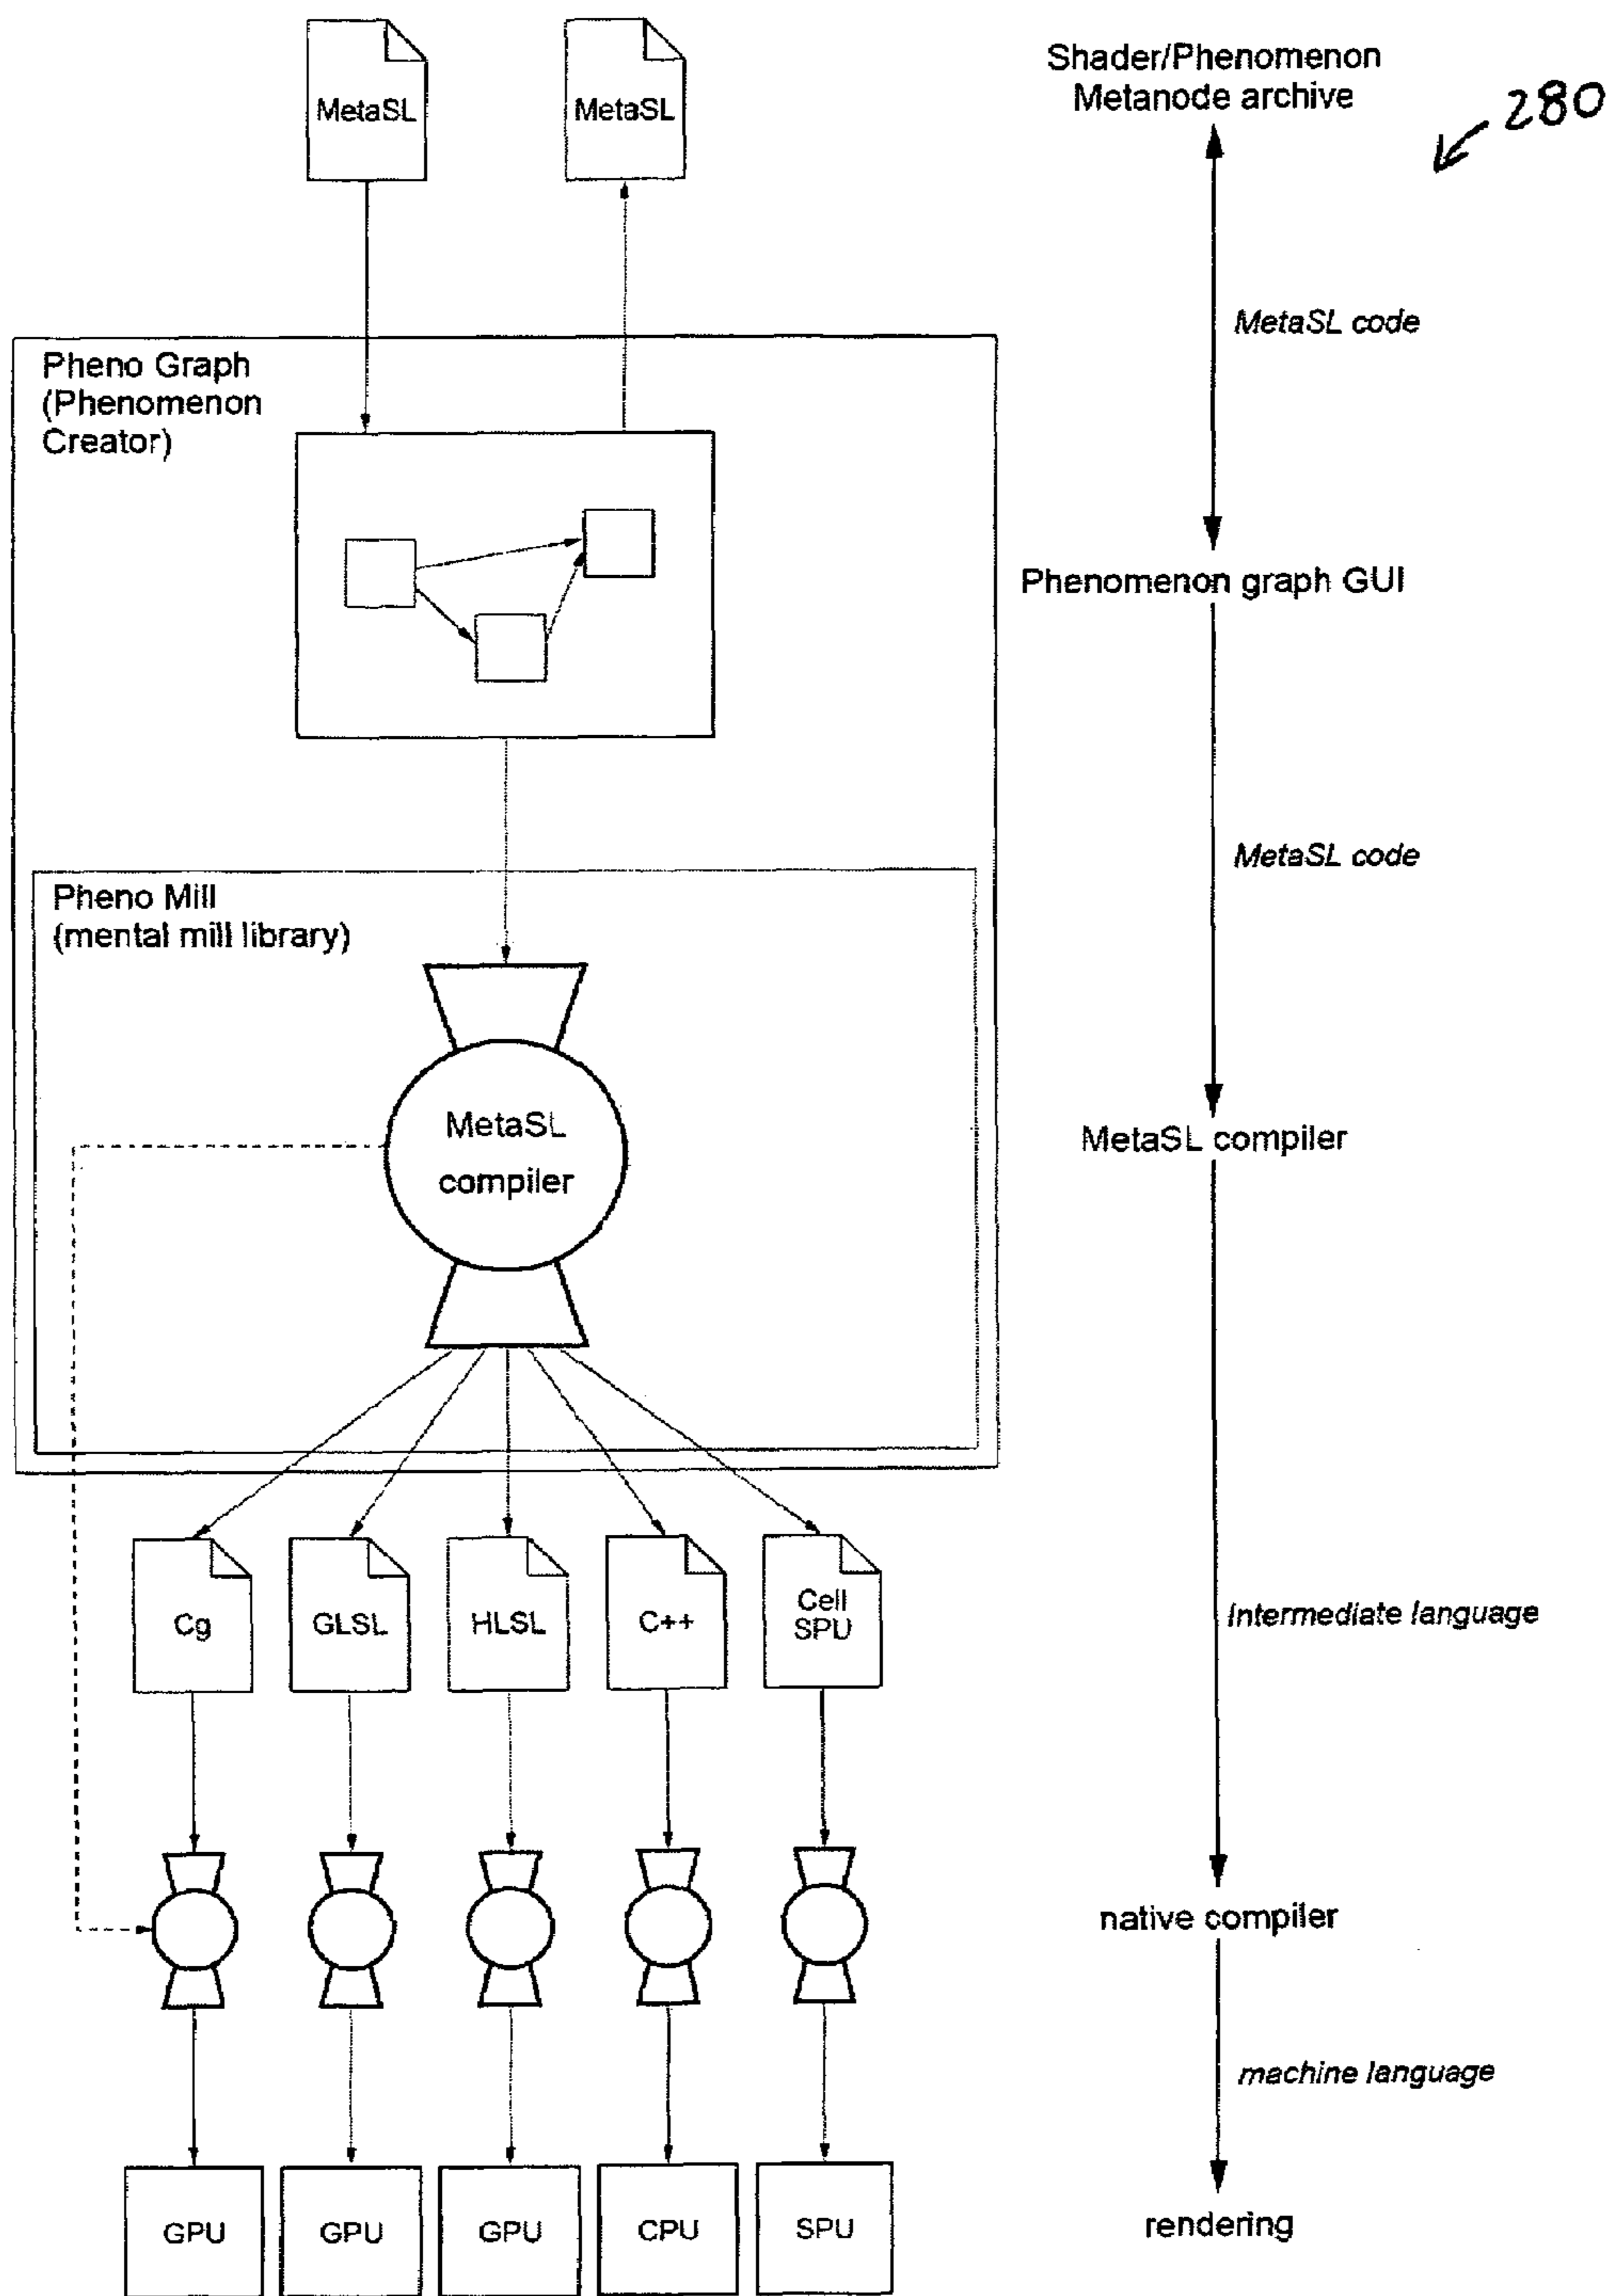 MetaSL
MetaSL
Shader/Phenomenon
Metanode archive
280
MetaSL code
Pheno Graph
(Phenomenon
Creator)
Phenomenon graph GUI
MetaSL code
Pheno Mill
(mental mill library)
MetaSL
compiler
MetaSL compiler
Cg
GLSL
HLSL
C++
Cell
SPU
Intermediate language
native compiler
machine language
GPU
GPU
GPU
CPU
SPU
rendering